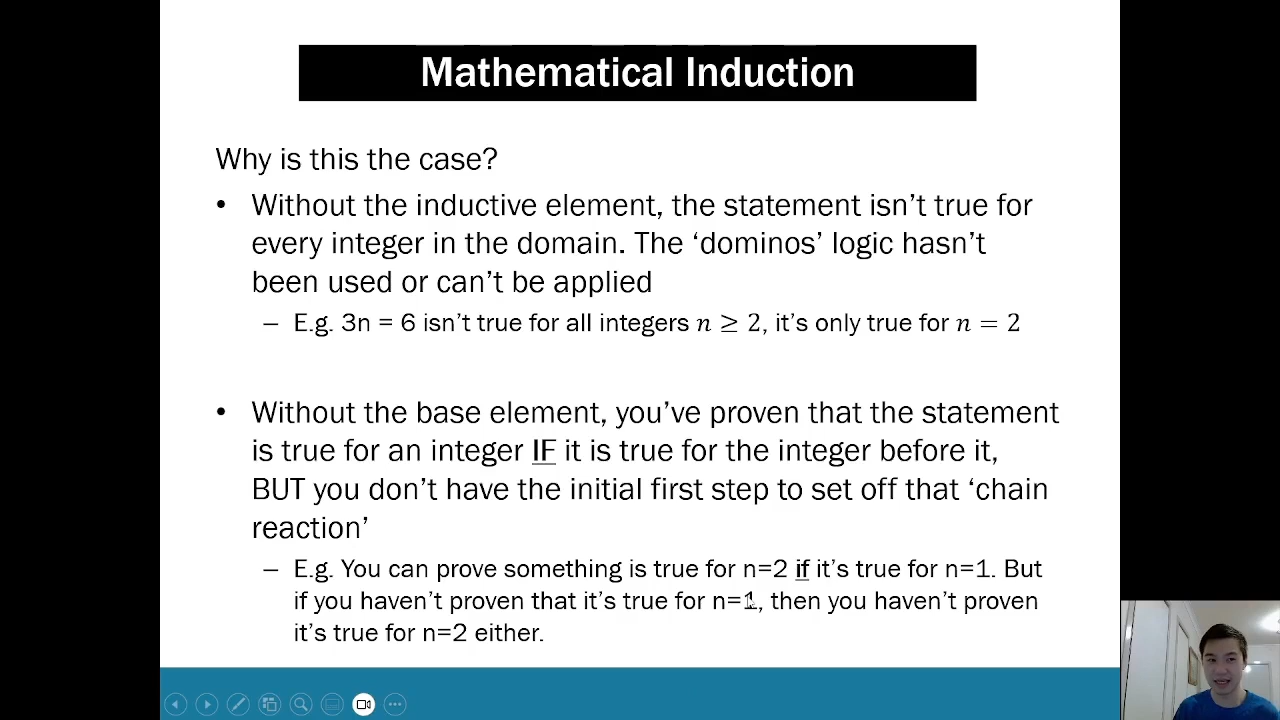 Mathematical Induction
Why is this the case?
• Without the inductive element, the statement isn't true for
every integer in the domain. The ‘dominos’ logic hasn't
been used or can't be applied
– E.g. 3n = 6 isn't true for all integers n ≥ 2, it's only true for n = 2
• Without the base element, you've proven that the statement
is true for an integer IF it is true for the integer before it,
BUT you don't have the initial first step to set off that ‘chain
reaction’
– E.g. You can prove something is true for n=2 if it's true for n=1. But
if you haven't proven that it's true for n=1, then you haven't proven
it's true for n=2 either.